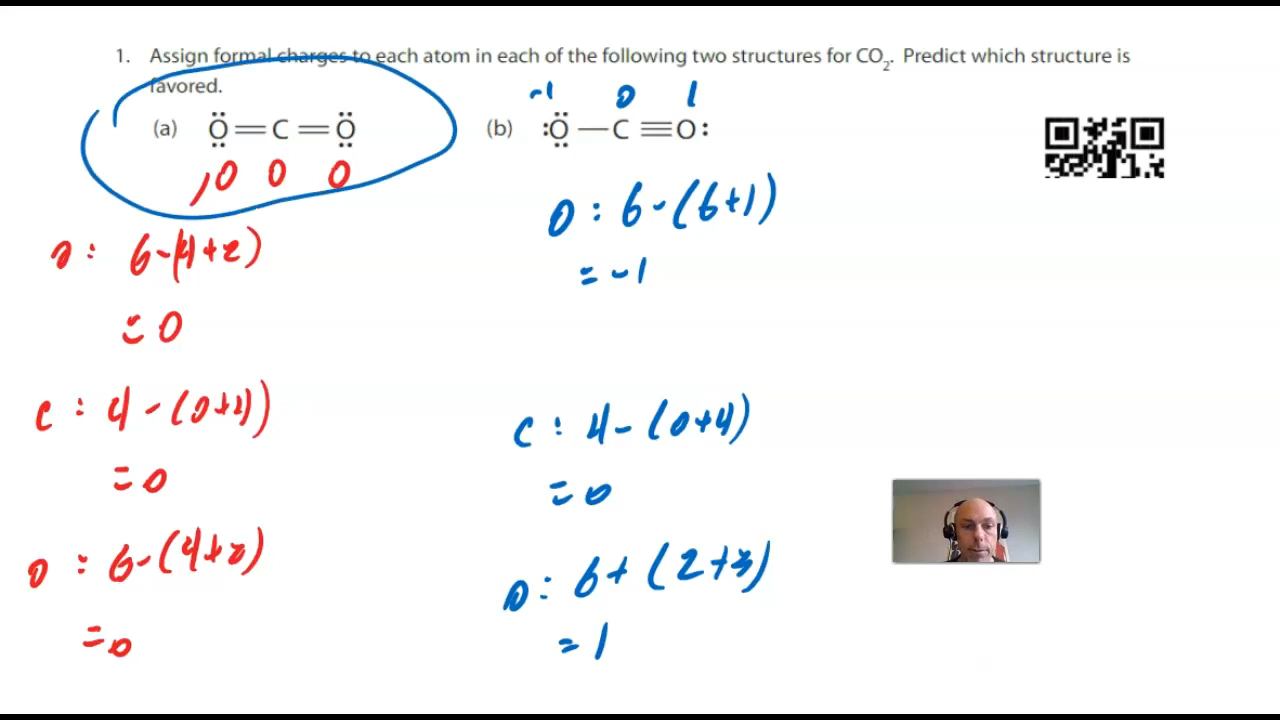 1. Assign formal charges to each atom in each of the following two structures for CO₂. Predict which structure is
favored.
-1 0 1
(a) Ö=C=Ö (b) :Ö—C≡O:
0 0 0
O : 6-(6+1)
= -1
O : 6-(4+2)
= 0
C : 4-(0+4)
= 0
C : 4-(0+4)
= 0
O : 6-(4+2)
= 0
O : 6+(2+3)
= 1